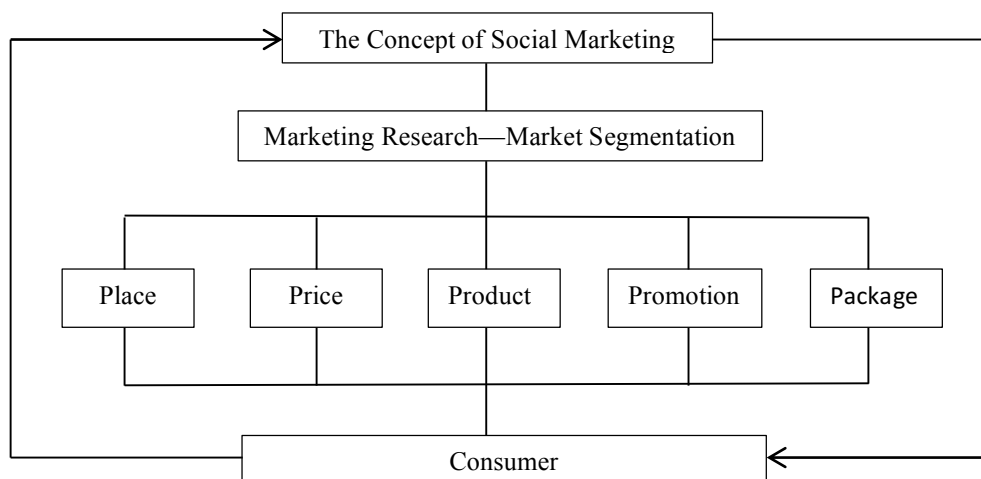 The Concept of Social Marketing
Marketing Research—Market Segmentation
Place
Price
Product
Promotion
Package
Consumer